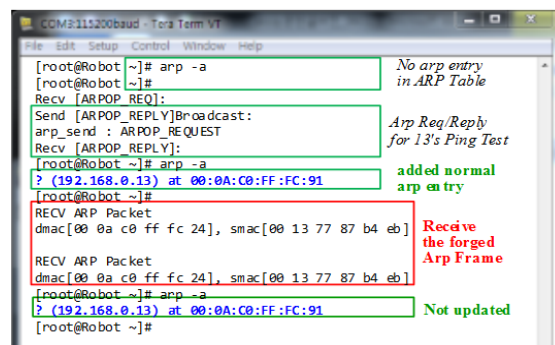 COM3:115200baud - Tera Term VT
File Edit Setup Control Window Help
[root@Robot ~]# arp -a
No arp entry
in ARP Table
[root@Robot ~]#
Recv [ARPOP_REQ]:
Send [ARPOP_REPLY]Broadcast:
arp_send : ARPOP_REQUEST
Recv [ARPOP_REPLY]:
Arp Req/Reply
for 13's Ping Test
[root@Robot ~]# arp -a
? (192.168.0.13) at 00:0A:C0:FF:FC:91
added normal
arp entry
[root@Robot ~]#
RECV ARP Packet
dmac[00 0a c0 ff fc 24], smac[00 13 77 87 b4 eb]
RECV ARP Packet
dmac[00 0a c0 ff fc 24], smac[00 13 77 87 b4 eb]
Receive
the forged
Arp Frame
[root@Robot ~]# arp -a
? (192.168.0.13) at 00:0A:C0:FF:FC:91
Not updated
[root@Robot ~]#